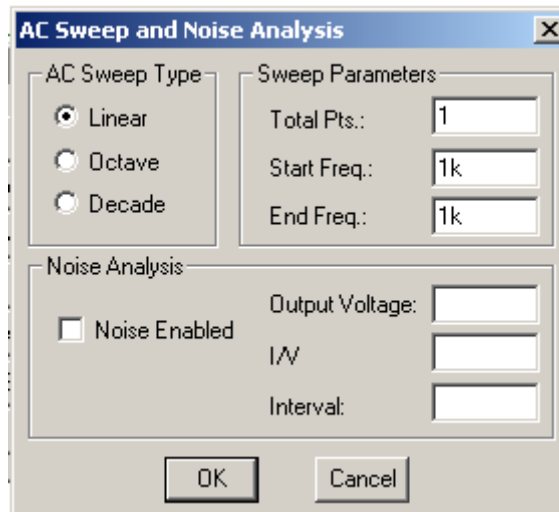 AC Sweep and Noise Analysis
AC Sweep Type
Linear
Octave
Decade
Sweep Parameters
Total Pts.: 1
Start Freq.: 1k
End Freq.: 1k
Noise Analysis
Noise Enabled
Output Voltage:
I/V
Interval:
OK Cancel